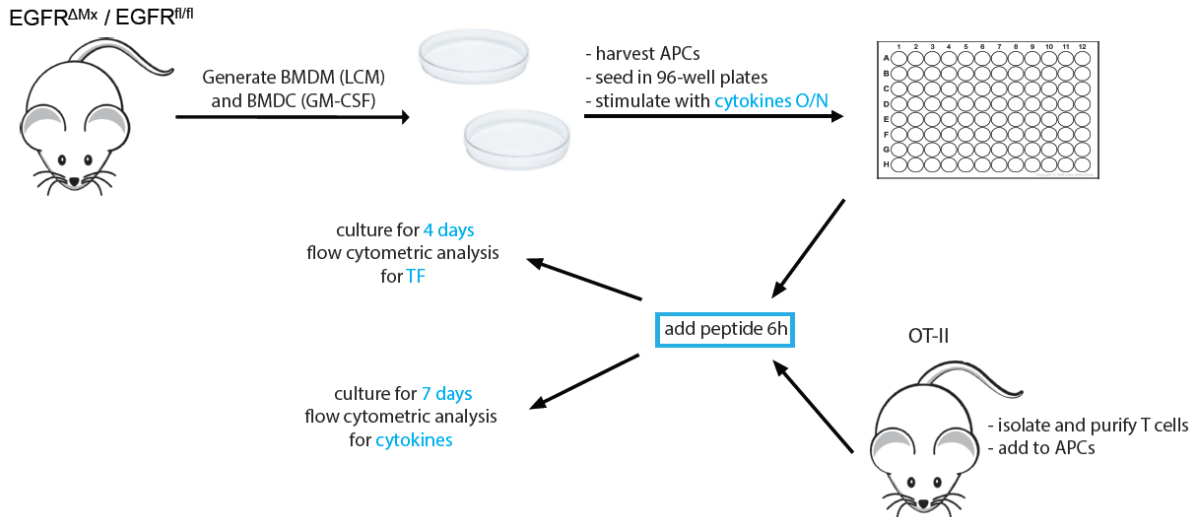 EGFRΔMx / EGFRfl/fl
Generate BMDM (LCM)
and BMDC (GM-CSF)
- harvest APCs
- seed in 96-well plates
- stimulate with cytokines O/N
1 2 3 4 5 6 7 8 9 10 11 12
A
B
C
D
E
F
G
H
culture for 4 days
flow cytometric analysis
for TF
add peptide 6h
OT-II
- isolate and purify T cells
- add to APCs
culture for 7 days
flow cytometric analysis
for cytokines